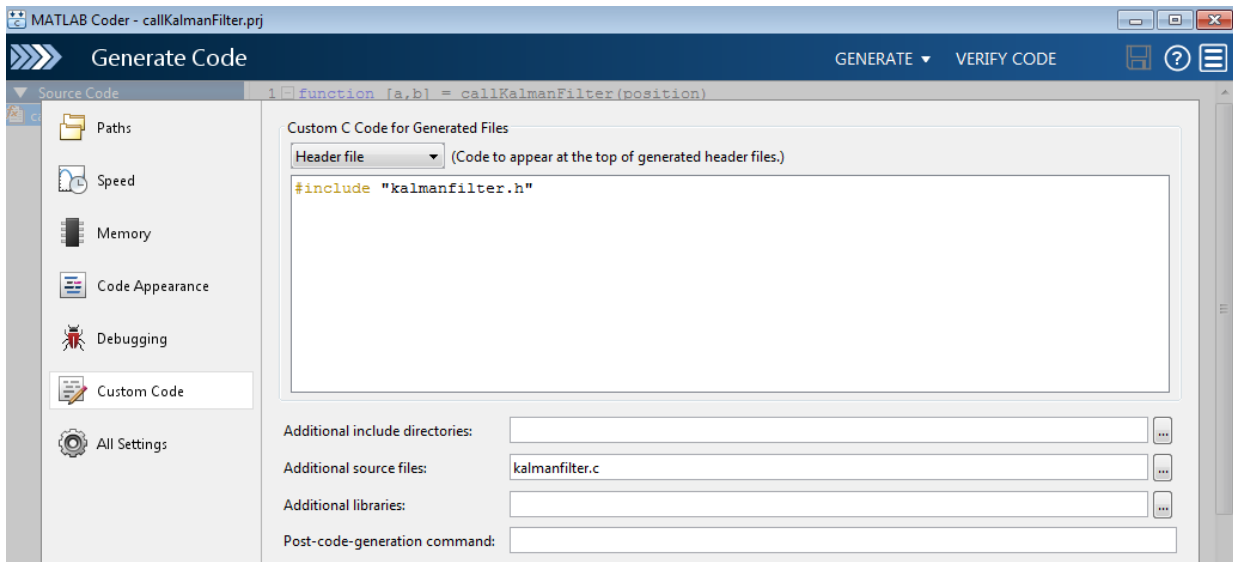 MATLAB Coder - callKalmanFilter.prj
Generate Code
GENERATE
VERIFY CODE
Source Code
1 function [a,b] = callKalmanFilter(position)
Paths
Speed
Memory
Code Appearance
Debugging
Custom Code
All Settings
Custom C Code for Generated Files
Header file (Code to appear at the top of generated header files.)
#include "kalmanfilter.h"
Additional include directories:
...
Additional source files: kalmanfilter.c
...
Additional libraries:
...
Post-code-generation command: